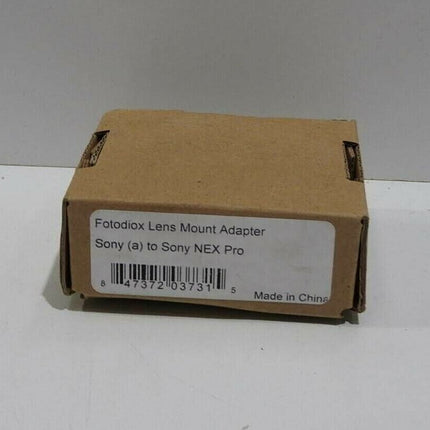 Fotodiox Lens Mount Adapter
Sony (a) to Sony NEX Pro
8 47372 03731 5
Made in China